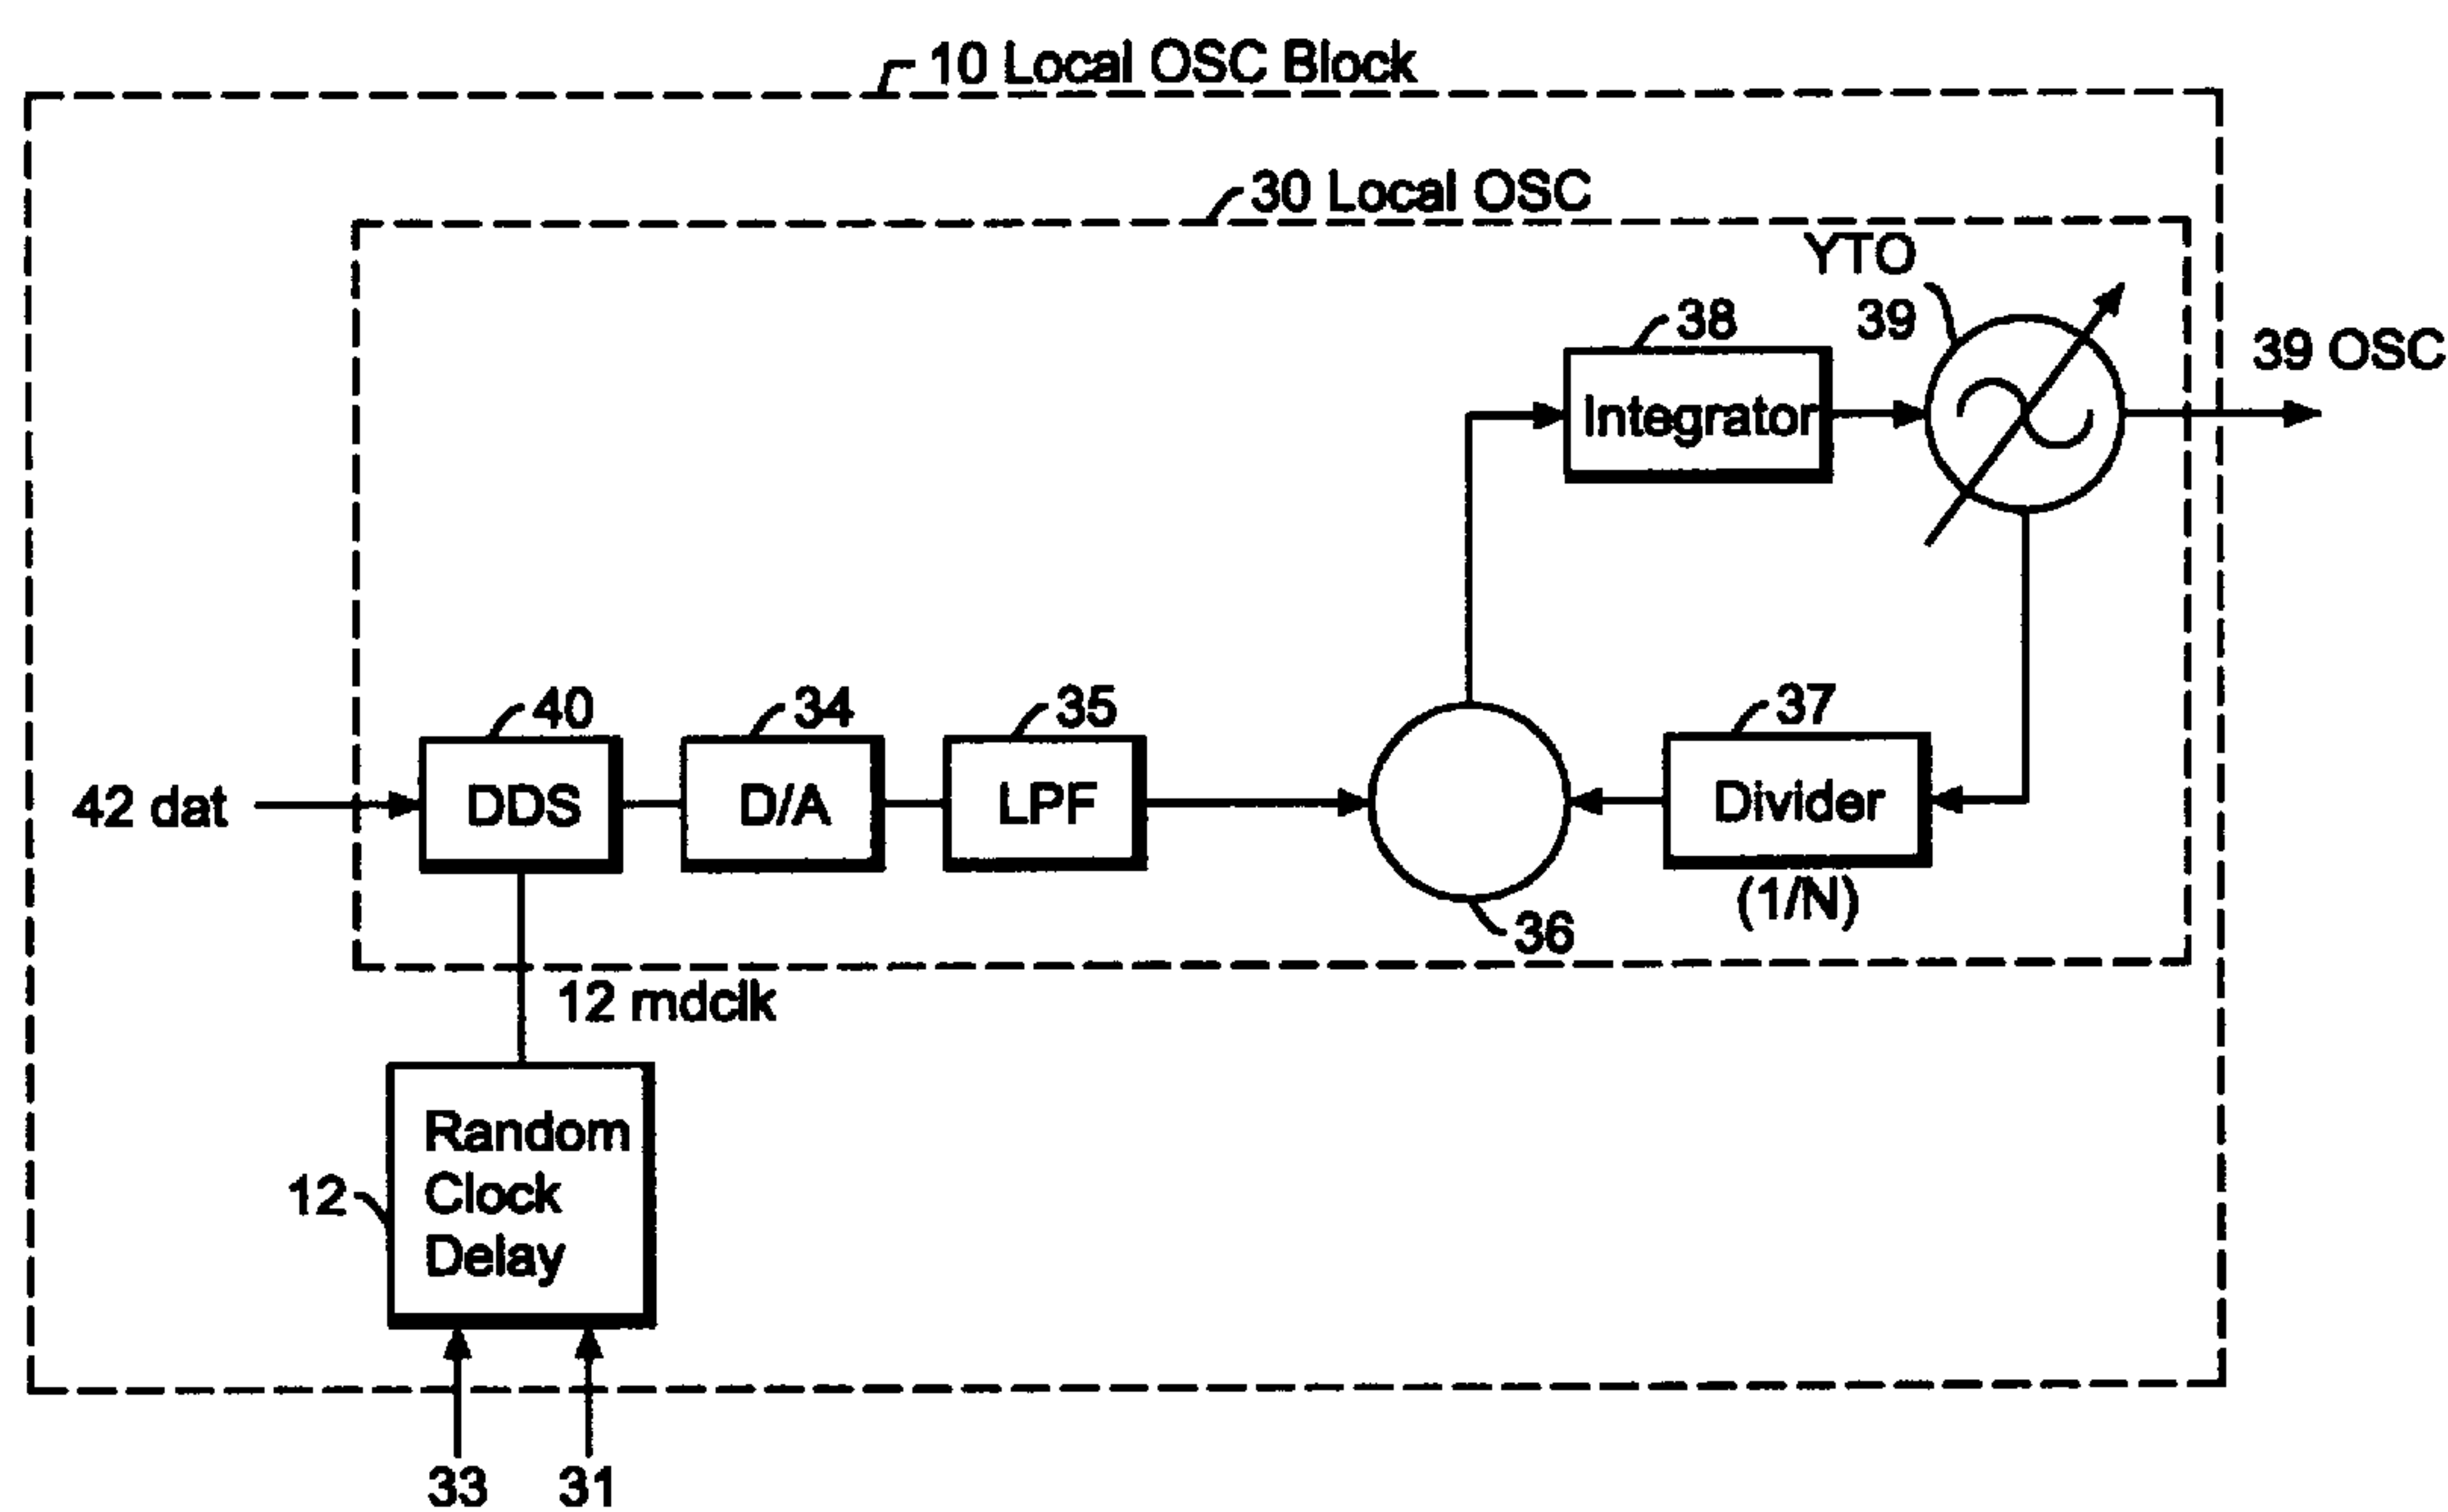 10 Local OSC Block
30 Local OSC
YTO
39
38
39 OSC
Integrator
40
34
35
37
42 dat
DDS
D/A
LPF
Divider
(1/N)
36
12 mdclk
Random
Clock
Delay
12
33
31